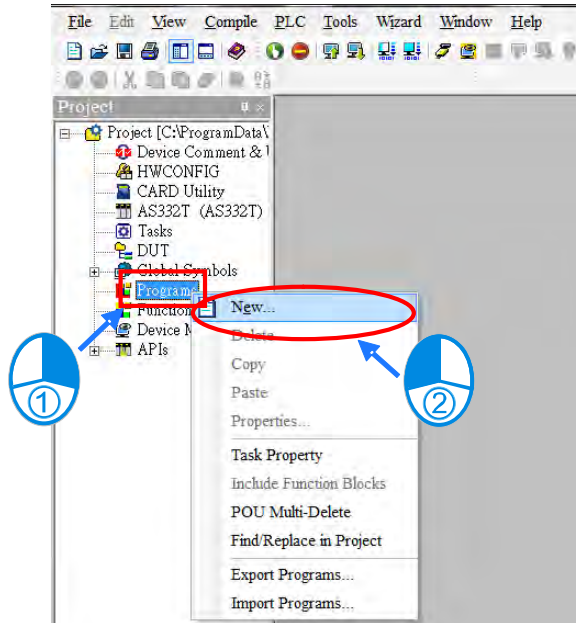 File Edit View Compile PLC Tools Wizard Window Help
Project
Project [C:\ProgramData\
Device Comment &
HWCONFIG
CARD Utility
AS332T (AS332T)
Tasks
DUT
Global Symbols
Programs
Function
Device M
APIs
New...
Delete
Copy
Paste
Properties...
Task Property
Include Function Blocks
POU Multi-Delete
Find/Replace in Project
Export Programs...
Import Programs...
1
2